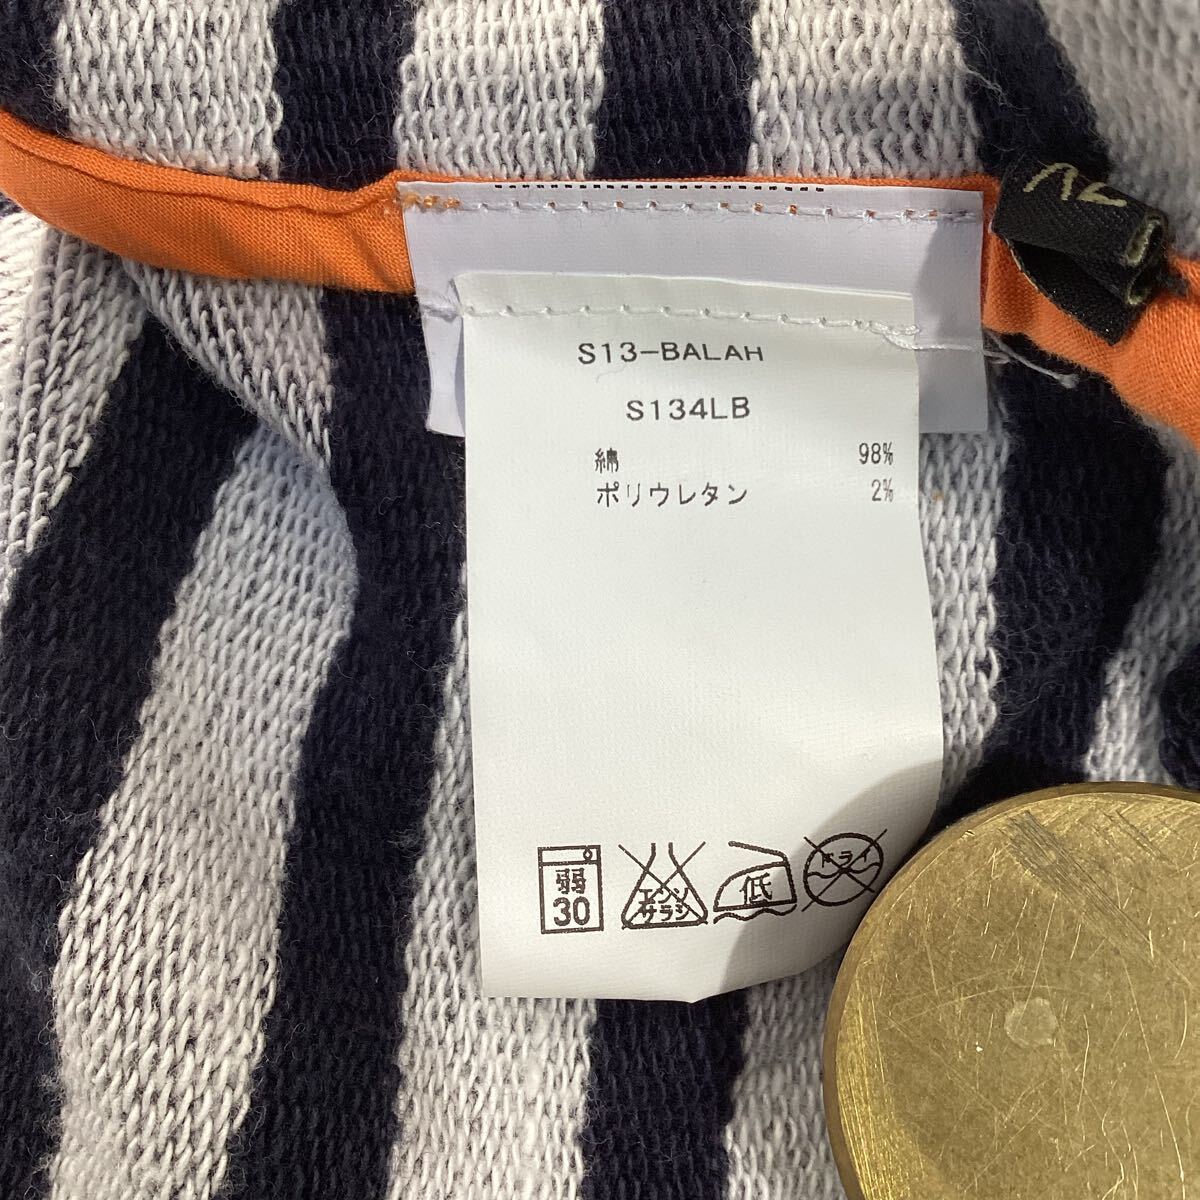 S13-BALAH
S134LB
綿 98%
ポリウレタン 2%
弱
30
エンソ
サラシ
低
ドライ